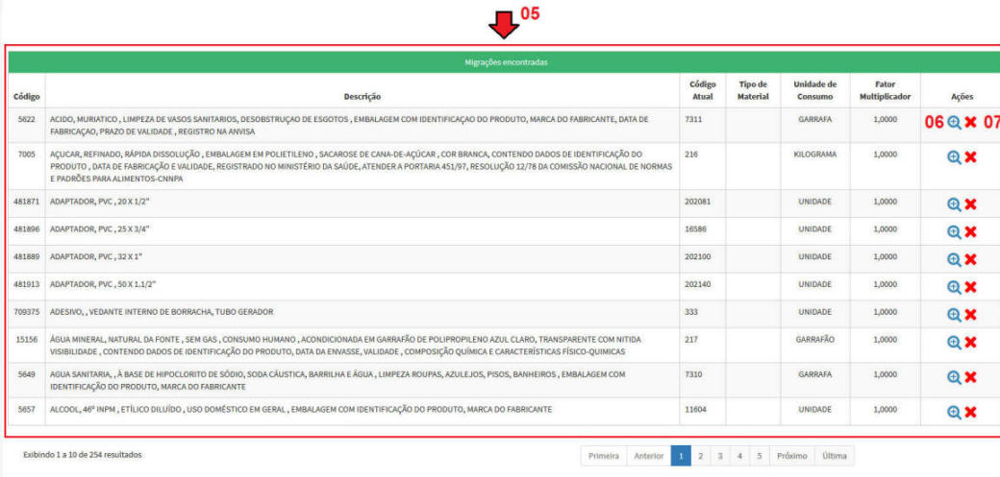 05
Migrações encontradas
Código Descrição Código Atual Tipo de Material Unidade de Consumo Fator Multiplicador Ações
5622 ACIDO, MURIATICO , LIMPEZA DE VASOS SANITARIOS, DESOBSTRUÇAO DE ESGOTOS , EMBALAGEM COM IDENTIFICAÇAO DO PRODUTO, MARCA DO FABRICANTE, DATA DE 7311 GARRAFA 1,0000 06 07
FABRICAÇAO, PRAZO DE VALIDADE , REGISTRO NA ANVISA
7005 AÇUCAR, REFINADO, RÁPIDA DISSOLUÇÃO , EMBALAGEM EM POLIETILENO , SACAROSE DE CANA-DE-AÇÚCAR , COR BRANCA, CONTENDO DADOS DE IDENTIFICAÇÃO DO 216 KILOGRAMA 1,0000
PRODUTO , DATA DE FABRICAÇÃO E VALIDADE, REGISTRADO NO MINISTÉRIO DA SAÚDE, ATENDER A PORTARIA 451/97, RESOLUÇÃO 12/78 DA COMISSÃO NACIONAL DE NORMAS
E PADRÕES PARA ALIMENTOS-CNNPA
481871 ADAPTADOR, PVC , 20 X 1/2" 202081 UNIDADE 1,0000
481896 ADAPTADOR, PVC , 25 X 3/4" 16586 UNIDADE 1,0000
481889 ADAPTADOR, PVC , 32 X 1" 202100 UNIDADE 1,0000
481913 ADAPTADOR, PVC , 50 X 1.1/2" 202140 UNIDADE 1,0000
709375 ADESIVO, , VEDANTE INTERNO DE BORRACHA, TUBO GERADOR 333 UNIDADE 1,0000
15156 ÁGUA MINERAL, NATURAL DA FONTE , SEM GAS , CONSUMO HUMANO , ACONDICIONADA EM GARRAFÃO DE POLIPROPILENO AZUL CLARO, TRANSPARENTE COM NITIDA 217 GARRAFÃO 1,0000
VISIBILIDADE , CONTENDO DADOS DE IDENTIFICAÇÃO DO PRODUTO, DATA DA ENVASSE, VALIDADE , COMPOSIÇÃO QUÍMICA E CARACTERÍSTICAS FÍSICO-QUIMICAS
5649 AGUA SANITARIA, , À BASE DE HIPOCLORITO DE SÓDIO, SODA CÁUSTICA, BARRILHA E ÁGUA , LIMPEZA ROUPAS, AZULEJOS, PISOS, BANHEIROS , EMBALAGEM COM 7310 GARRAFA 1,0000
IDENTIFICAÇÃO DO PRODUTO, MARCA DO FABRICANTE
5657 ALCOOL, 46º INPM , ETÍLICO DILUÍDO , USO DOMÉSTICO EM GERAL , EMBALAGEM COM IDENTIFICAÇÃO DO PRODUTO, MARCA DO FABRICANTE 11604 UNIDADE 1,0000
Exibindo 1 a 10 de 254 resultados Primeira Anterior 1 2 3 4 5 Próximo Última